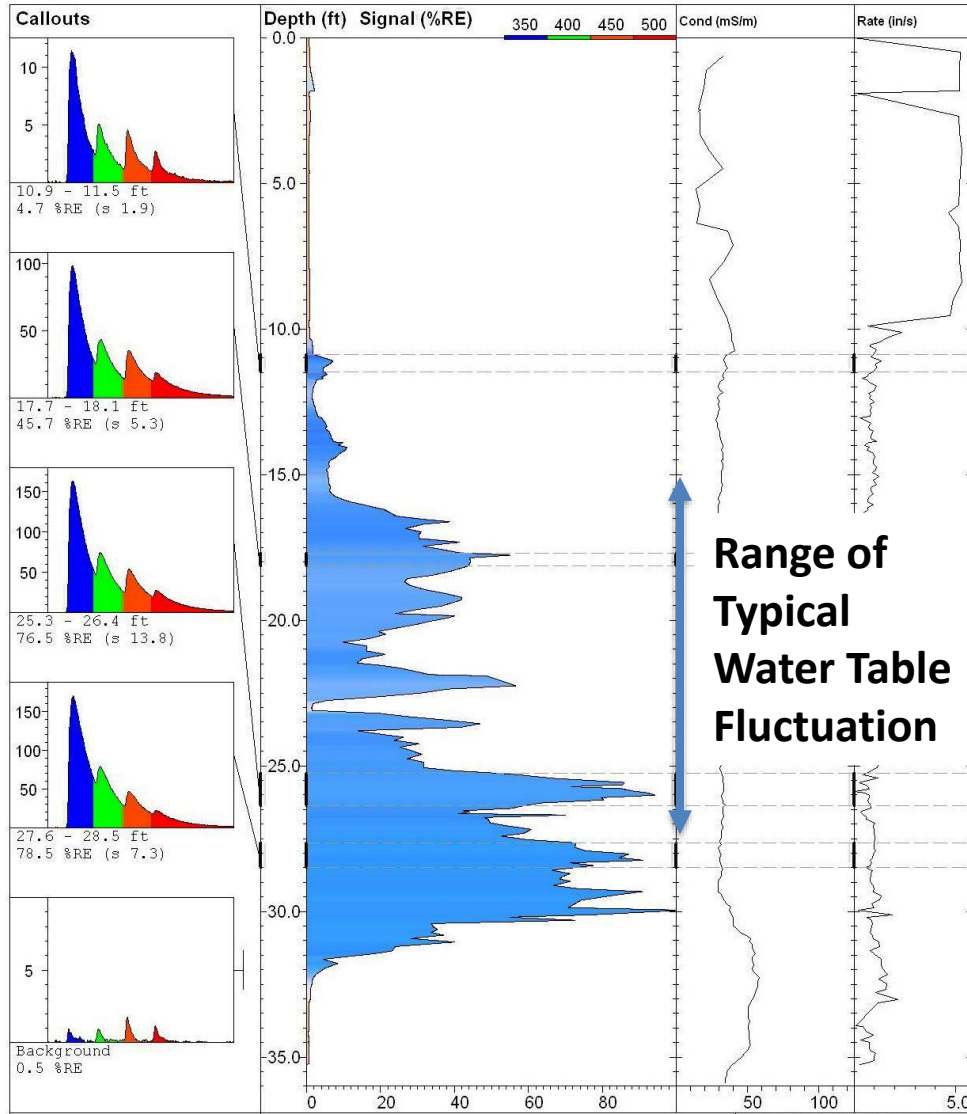 Callouts
Depth (ft) Signal (%RE)
350 400 450 500
Cond (mS/m)
Rate (in/s)
10
5
10.9 - 11.5 ft
4.7 %RE (s 1.9)
100
50
17.7 - 18.1 ft
45.7 %RE (s 5.3)
150
100
50
25.3 - 26.4 ft
76.5 %RE (s 13.8)
150
100
50
27.6 - 28.5 ft
78.5 %RE (s 7.3)
5
Background
0.5 %RE
0.0
5.0
10.0
15.0
20.0
25.0
30.0
35.0
Range of
Typical
Water Table
Fluctuation
0 20 40 60 80
0 50 100
5.0